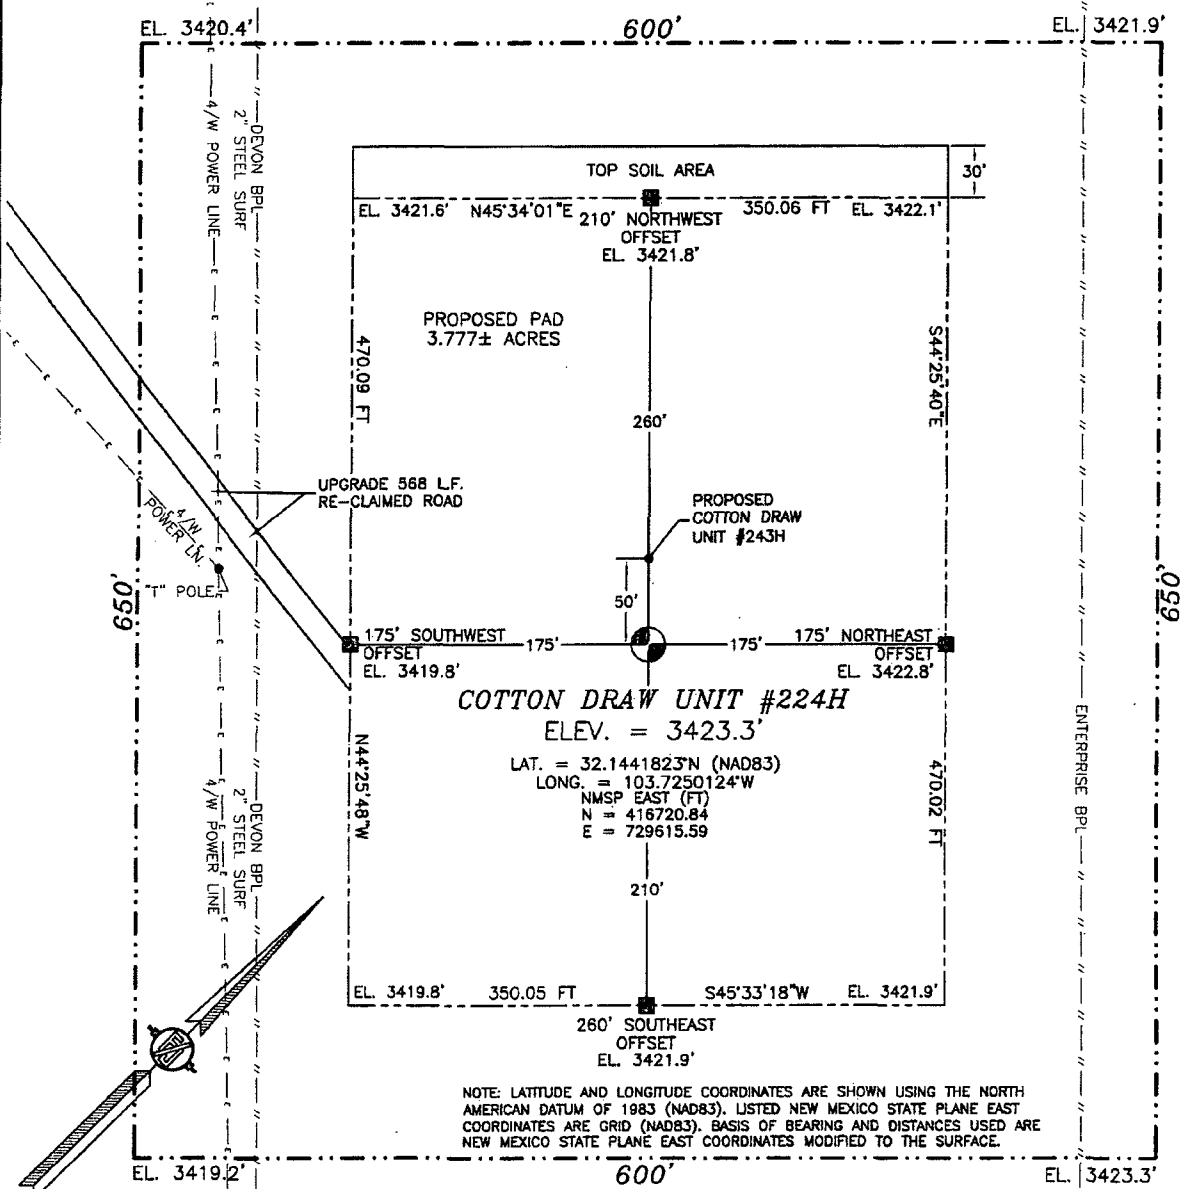 EL. 3420.4'
600'
EL. 3421.9'
DEVON BPL
2" STEEL SURF
4/W POWER LINE
TOP SOIL AREA
30'
EL. 3421.6'
N45°34'01"E
350.06 FT
EL. 3422.1'
210' NORTHWEST
OFFSET
EL. 3421.8'
PROPOSED PAD
3.777± ACRES
470.09 FT
S44°25'40"E
260'
UPGRADE 568 L.F.
RE-CLAIMED ROAD
PROPOSED
COTTON DRAW
UNIT #243H
4/W
POWER LN.
"T" POLE
650'
650'
50'
175' SOUTHWEST
OFFSET
EL. 3419.8'
175'
175'
175' NORTHEAST
OFFSET
EL. 3422.8'
COTTON DRAW UNIT #224H
ELEV. = 3423.3'
LAT. = 32.1441823°N (NAD83)
LONG. = 103.7250124°W
NMSP EAST (FT)
N = 416720.84
E = 729615.59
N44°25'48"W
470.02 FT
ENTERPRISE BPL
DEVON BPL
2" STEEL SURF
4/W POWER LINE
210'
EL. 3419.8'
350.05 FT
S45°33'18"W
EL. 3421.9'
260' SOUTHEAST
OFFSET
EL. 3421.9'
NOTE: LATITUDE AND LONGITUDE COORDINATES ARE SHOWN USING THE NORTH
AMERICAN DATUM OF 1983 (NAD83). LISTED NEW MEXICO STATE PLANE EAST
COORDINATES ARE GRID (NAD83). BASIS OF BEARING AND DISTANCES USED ARE
NEW MEXICO STATE PLANE EAST COORDINATES MODIFIED TO THE SURFACE.
EL. 3419.2'
600'
EL. 3423.3'